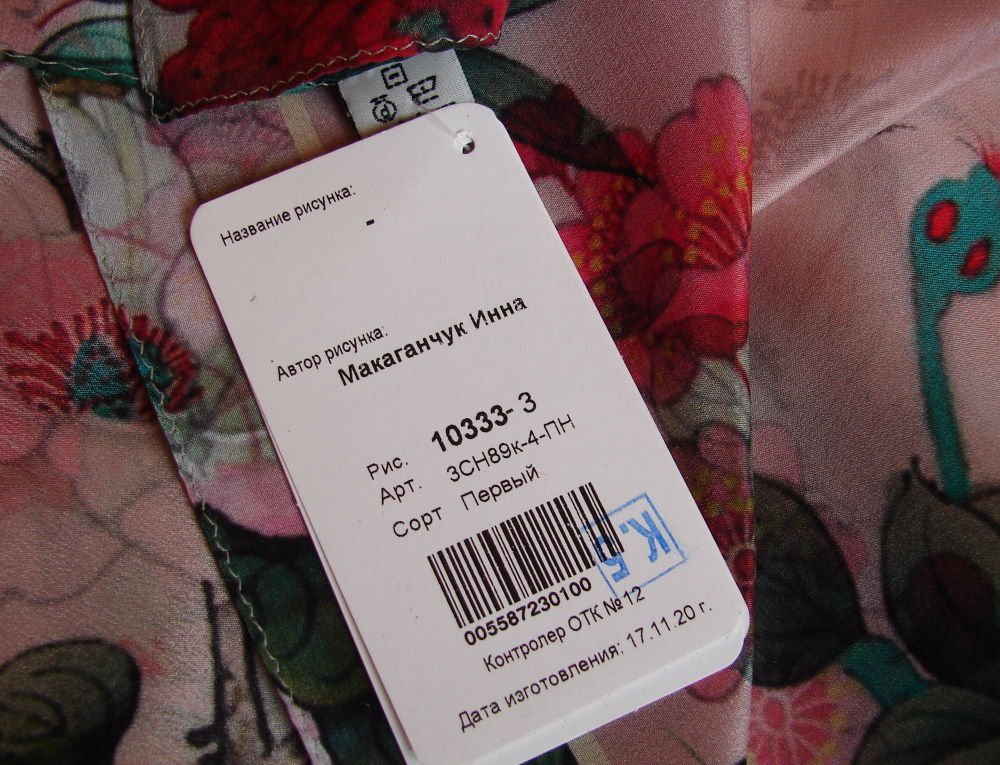 Название рисунка:
-
Автор рисунка:
Макаганчук Инна
Рис. 10333- 3
Арт. 3СН89к-4-ПН
Сорт Первый
005587230100
К.5
Контролер ОТК №12
Дата изготовления: 17.11.20 г.